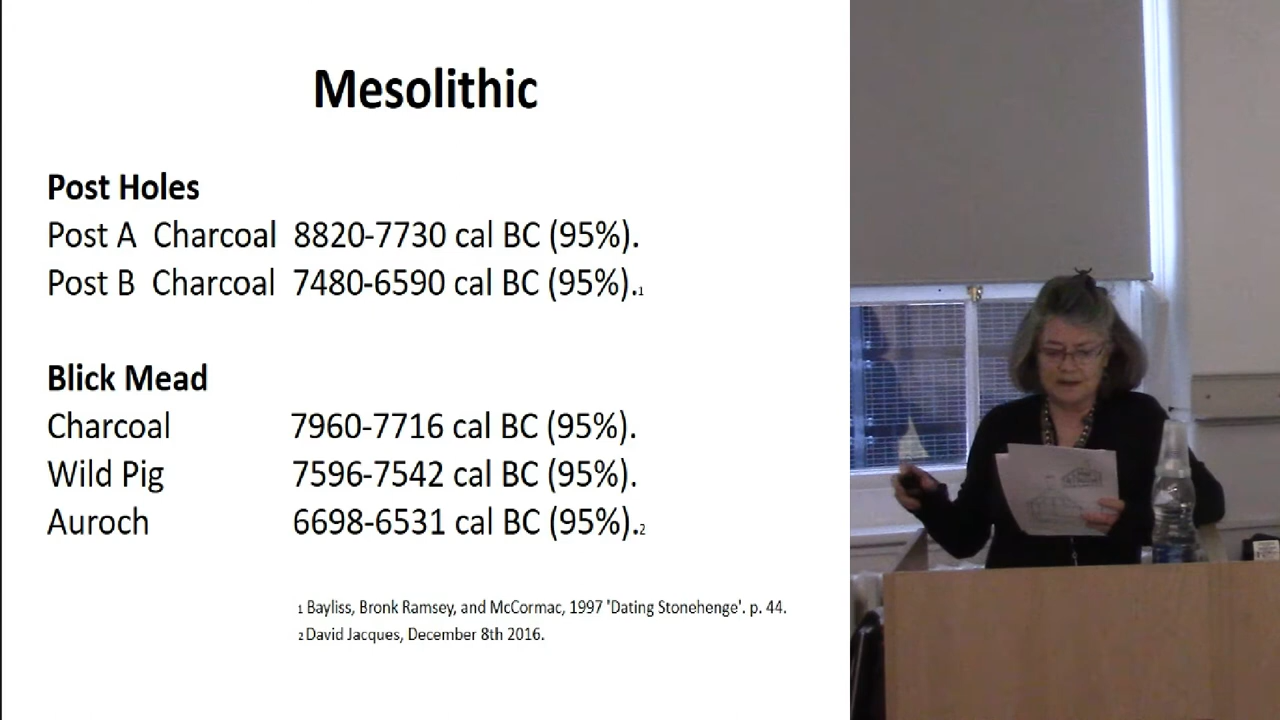 Mesolithic
Post Holes
Post A Charcoal 8820-7730 cal BC (95%).
Post B Charcoal 7480-6590 cal BC (95%).1
Blick Mead
Charcoal 7960-7716 cal BC (95%).
Wild Pig 7596-7542 cal BC (95%).
Auroch 6698-6531 cal BC (95%).2
1 Bayliss, Bronk Ramsey, and McCormac, 1997 'Dating Stonehenge'. p. 44.
2 David Jacques, December 8th 2016.